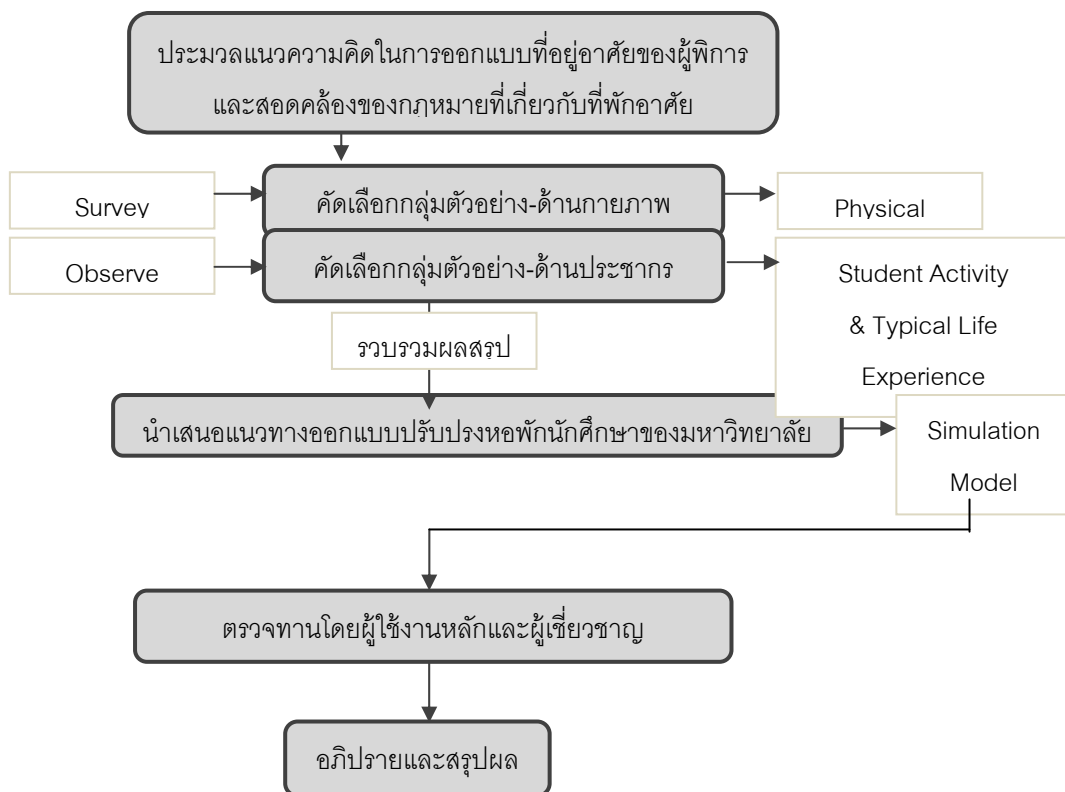 ประมวลแนวความคิดในการออกแบบที่อยู่อาศัยของผู้พิการ
และสอดคล้องของกฎหมายที่เกี่ยวกับที่พักอาศัย
Survey
คัดเลือกกลุ่มตัวอย่าง-ด้านกายภาพ
Physical
Observe
คัดเลือกกลุ่มตัวอย่าง-ด้านประชากร
Student Activity
& Typical Life
Experience
รวบรวมผลสรุป
นำเสนอแนวทางออกแบบปรับปรุงหอพักนักศึกษาของมหาวิทยาลัย
Simulation
Model
ตรวจทานโดยผู้ใช้งานหลักและผู้เชี่ยวชาญ
อภิปรายและสรุปผล